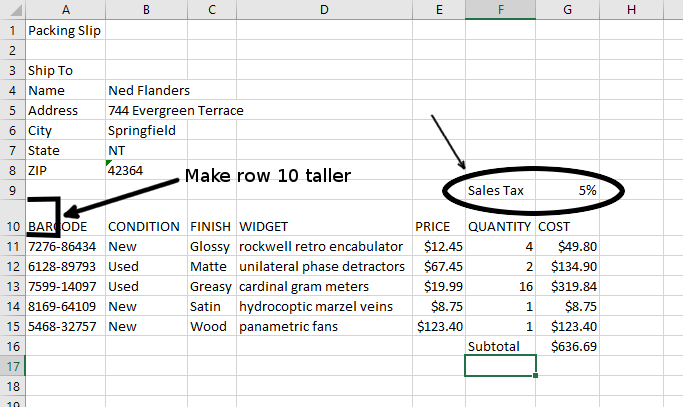 A B C D E F G H
1 Packing Slip
2
3 Ship To
4 Name Ned Flanders
5 Address 744 Evergreen Terrace
6 City Springfield
7 State NT
8 ZIP 42364 Make row 10 taller
9 Sales Tax 5%
10 BARCODE CONDITION FINISH WIDGET PRICE QUANTITY COST
11 7276-86434 New Glossy rockwell retro encabulator $12.45 4 $49.80
12 6128-89793 Used Matte unilateral phase detractors $67.45 2 $134.90
13 7599-14097 Used Greasy cardinal gram meters $19.99 16 $319.84
14 8169-64109 New Satin hydrocoptic marzel veins $8.75 1 $8.75
15 5468-32757 New Wood panametric fans $123.40 1 $123.40
16 Subtotal $636.69
17
18
19